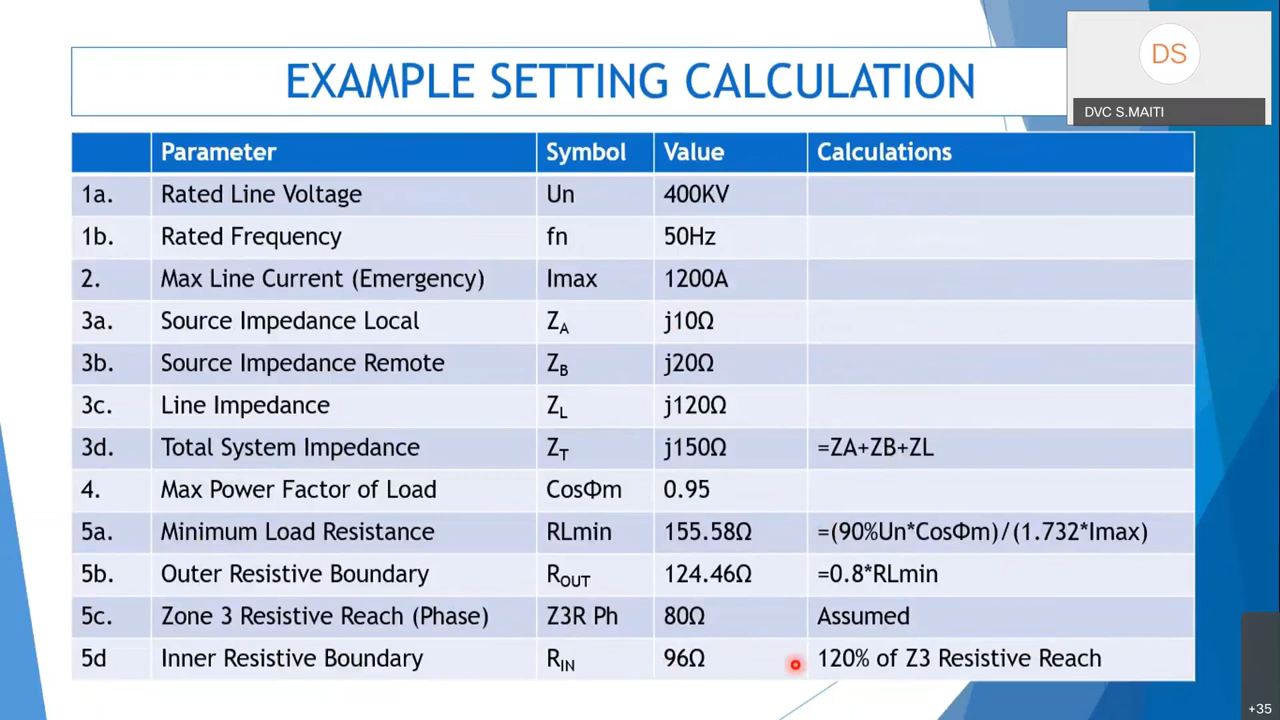 EXAMPLE SETTING CALCULATION
DS
DVC S.MAITI
Parameter Symbol Value Calculations
1a. Rated Line Voltage Un 400KV
1b. Rated Frequency fn 50Hz
2. Max Line Current (Emergency) Imax 1200A
3a. Source Impedance Local ZA j10Ω
3b. Source Impedance Remote ZB j20Ω
3c. Line Impedance ZL j120Ω
3d. Total System Impedance ZT j150Ω =ZA+ZB+ZL
4. Max Power Factor of Load CosΦm 0.95
5a. Minimum Load Resistance RLmin 155.58Ω =(90%Un*CosΦm)/(1.732*Imax)
5b. Outer Resistive Boundary ROUT 124.46Ω =0.8*RLmin
5c. Zone 3 Resistive Reach (Phase) Z3R Ph 80Ω Assumed
5d Inner Resistive Boundary RIN 96Ω 120% of Z3 Resistive Reach
+35